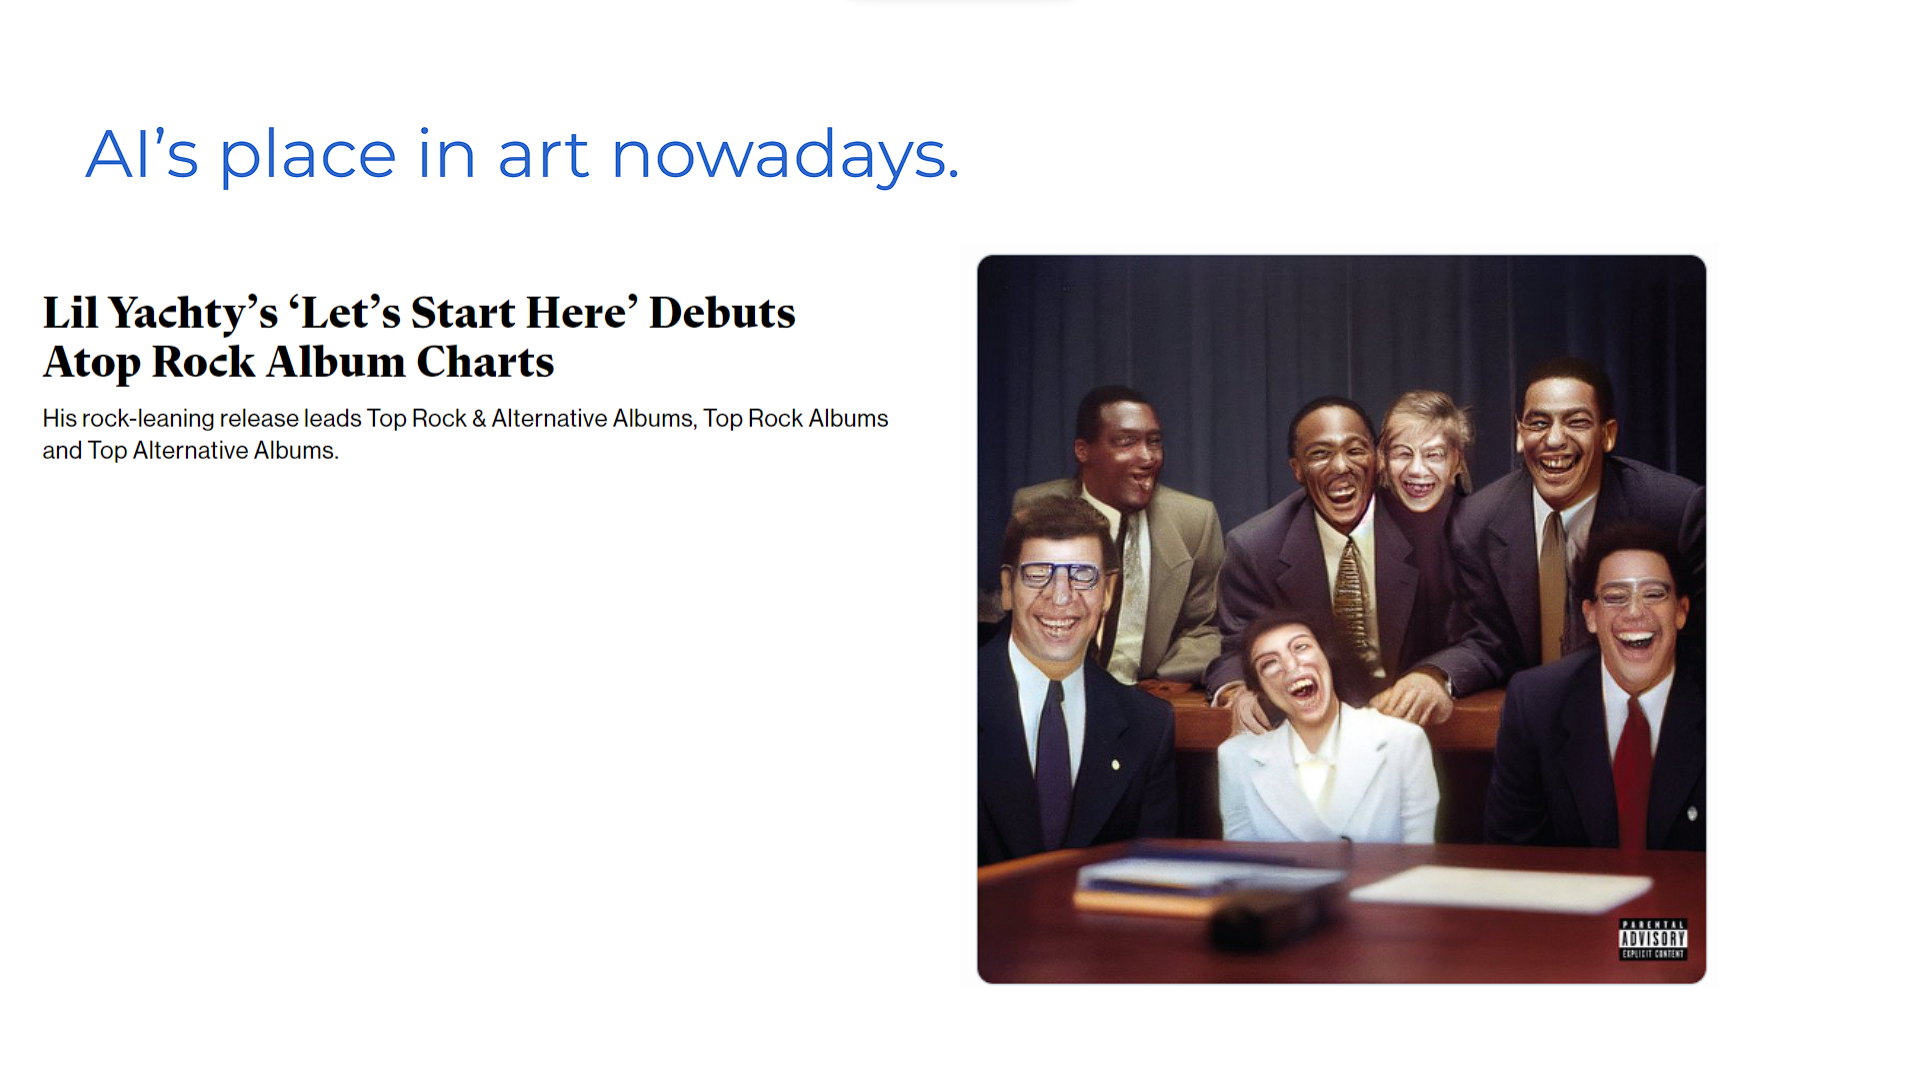 AI’s place in art nowadays.
Lil Yachty’s ‘Let’s Start Here’ Debuts
Atop Rock Album Charts
His rock-leaning release leads Top Rock & Alternative Albums, Top Rock Albums
and Top Alternative Albums.
PARENTAL
ADVISORY
EXPLICIT CONTENT